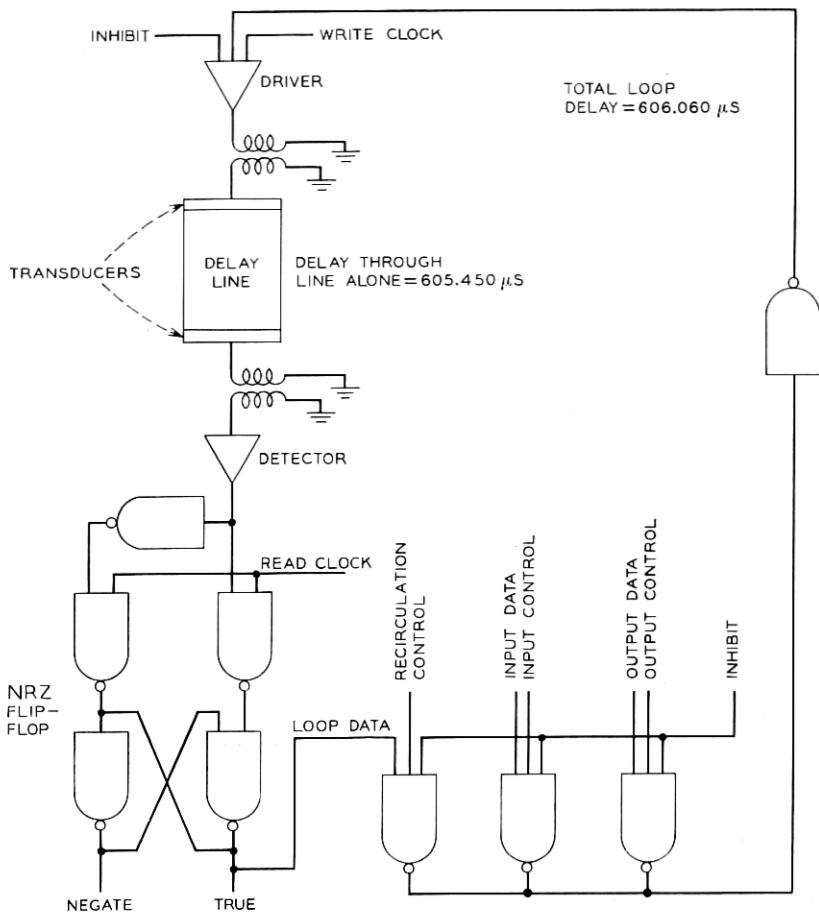 INHIBIT
WRITE CLOCK
DRIVER
TOTAL LOOP
DELAY = 606.060 μS
TRANSDUCERS
DELAY
LINE
DELAY THROUGH
LINE ALONE = 605.450 μS
DETECTOR
READ CLOCK
NRZ
FLIP-
FLOP
LOOP DATA
RECIRCULATION
CONTROL
INPUT DATA
INPUT CONTROL
OUTPUT DATA
OUTPUT CONTROL
INHIBIT
NEGATE
TRUE